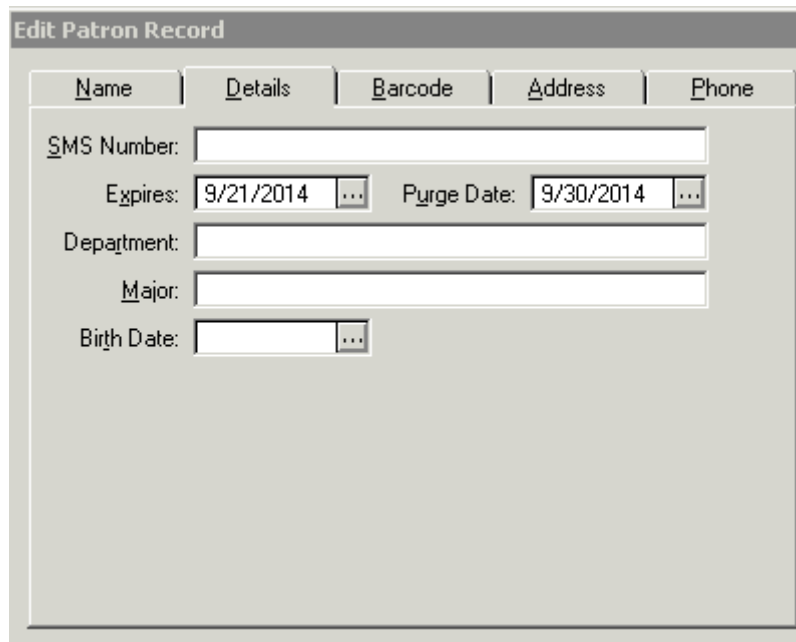 Edit Patron Record
Name Details Barcode Address Phone
SMS Number:
Expires: 9/21/2014 ... Purge Date: 9/30/2014 ...
Department:
Major:
Birth Date: ...